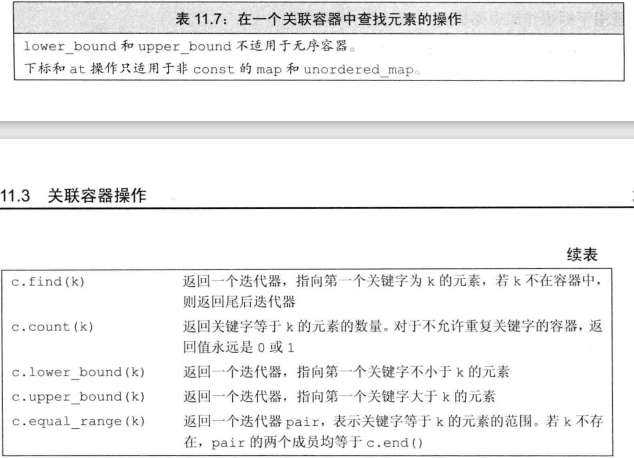 表 11.7：在一个关联容器中查找元素的操作
lower_bound 和 upper_bound 不适用于无序容器。
下标和 at 操作只适用于非 const 的 map 和 unordered_map。
11.3 关联容器操作
续表
c.find(k) 返回一个迭代器，指向第一个关键字为 k 的元素，若 k 不在容器中，
则返回尾后迭代器
c.count(k) 返回关键字等于 k 的元素的数量。对于不允许重复关键字的容器，返
回值永远是 0 或 1
c.lower_bound(k) 返回一个迭代器，指向第一个关键字不小于 k 的元素
c.upper_bound(k) 返回一个迭代器，指向第一个关键字大于 k 的元素
c.equal_range(k) 返回一个迭代器 pair，表示关键字等于 k 的元素的范围。若 k 不存
在，pair 的两个成员均等于 c.end()